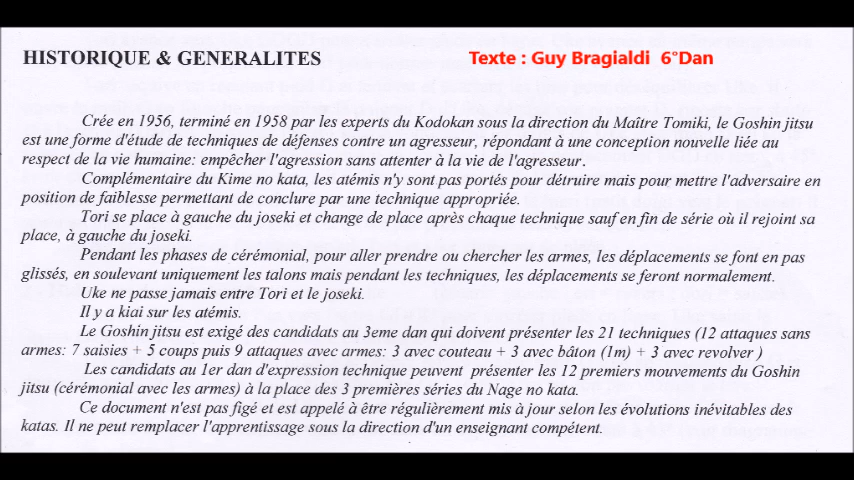 HISTORIQUE & GENERALITES
Texte : Guy Bragialdi 6°Dan
Crée en 1956, terminé en 1958 par les experts du Kodokan sous la direction du Maître Tomiki, le Goshin jitsu
est une forme d'étude de techniques de défenses contre un agresseur, répondant à une conception nouvelle liée au
respect de la vie humaine: empêcher l'agression sans attenter à la vie de l'agresseur.
Complémentaire du Kime no kata, les atémis n'y sont pas portés pour détruire mais pour mettre l'adversaire en
position de faiblesse permettant de conclure par une technique appropriée.
Tori se place à gauche du joseki et change de place après chaque technique sauf en fin de série où il rejoint sa
place, à gauche du joseki.
Pendant les phases de cérémonial, pour aller prendre ou chercher les armes, les déplacements se font en pas
glissés, en soulevant uniquement les talons mais pendant les techniques, les déplacements se feront normalement.
Uke ne passe jamais entre Tori et le joseki.
Il y a kiai sur les atémis.
Le Goshin jitsu est exigé des candidats au 3eme dan qui doivent présenter les 21 techniques (12 attaques sans
armes: 7 saisies + 5 coups puis 9 attaques avec armes: 3 avec couteau + 3 avec bâton (1m) + 3 avec revolver )
Les candidats au 1er dan d'expression technique peuvent présenter les 12 premiers mouvements du Goshin
jitsu (cérémonial avec les armes) à la place des 3 premières séries du Nage no kata.
Ce document n'est pas figé et est appelé à être régulièrement mis à jour selon les évolutions inévitables des
katas. Il ne peut remplacer l'apprentissage sous la direction d'un enseignant compétent.